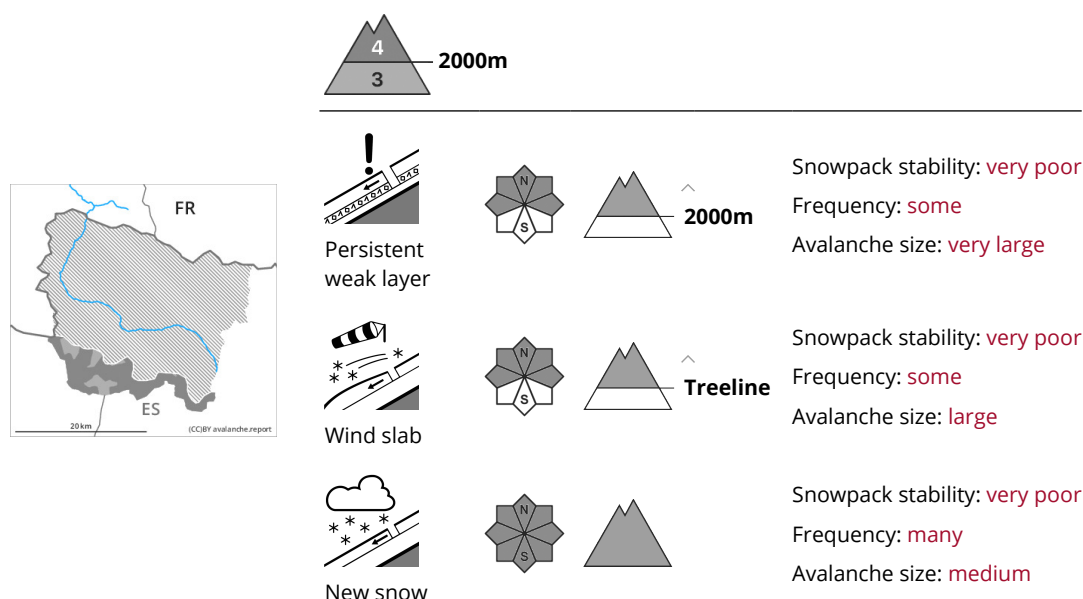 4
3
2000m
FR
ES
20 km
(CC)BY avalanche.report
N
S
2000m
Persistent
weak layer
Snowpack stability: very poor
Frequency: some
Avalanche size: very large
N
S
Treeline
Wind slab
Snowpack stability: very poor
Frequency: some
Avalanche size: large
N
S
New snow
Snowpack stability: very poor
Frequency: many
Avalanche size: medium